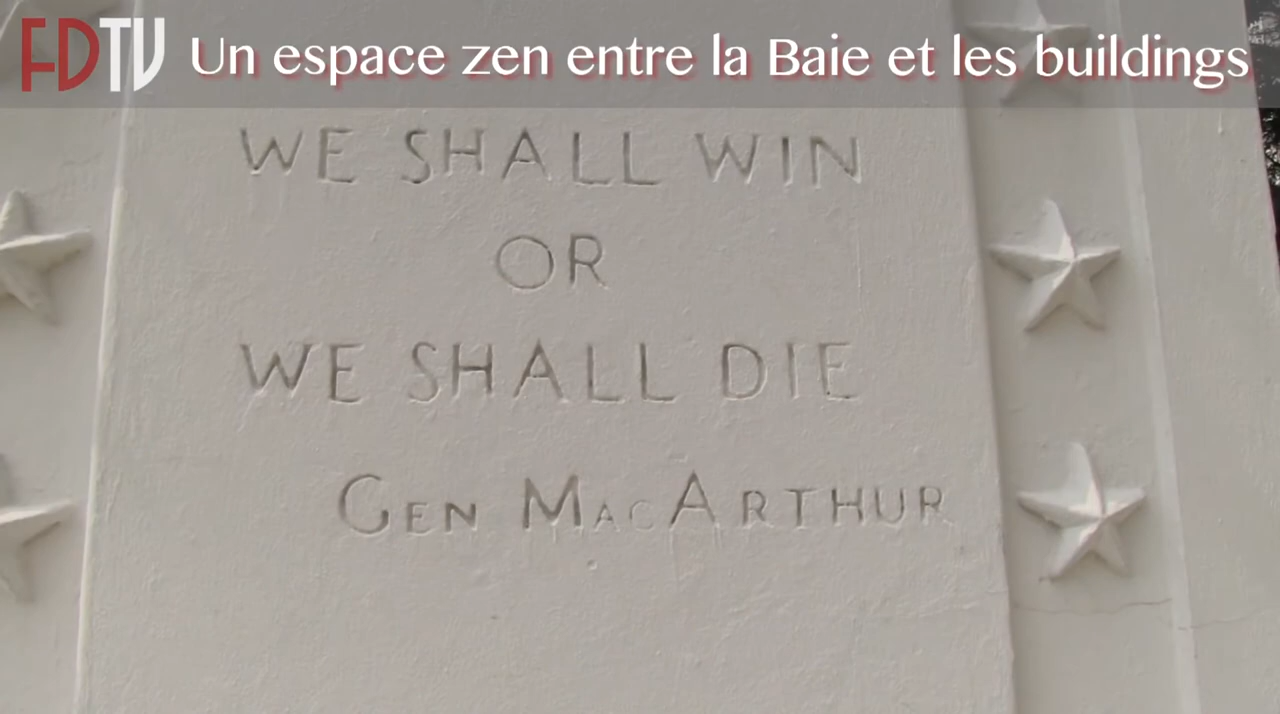 FDTV Un espace zen entre la Baie et les buildings
WE SHALL WIN
OR
WE SHALL DIE
GEN MACARTHUR